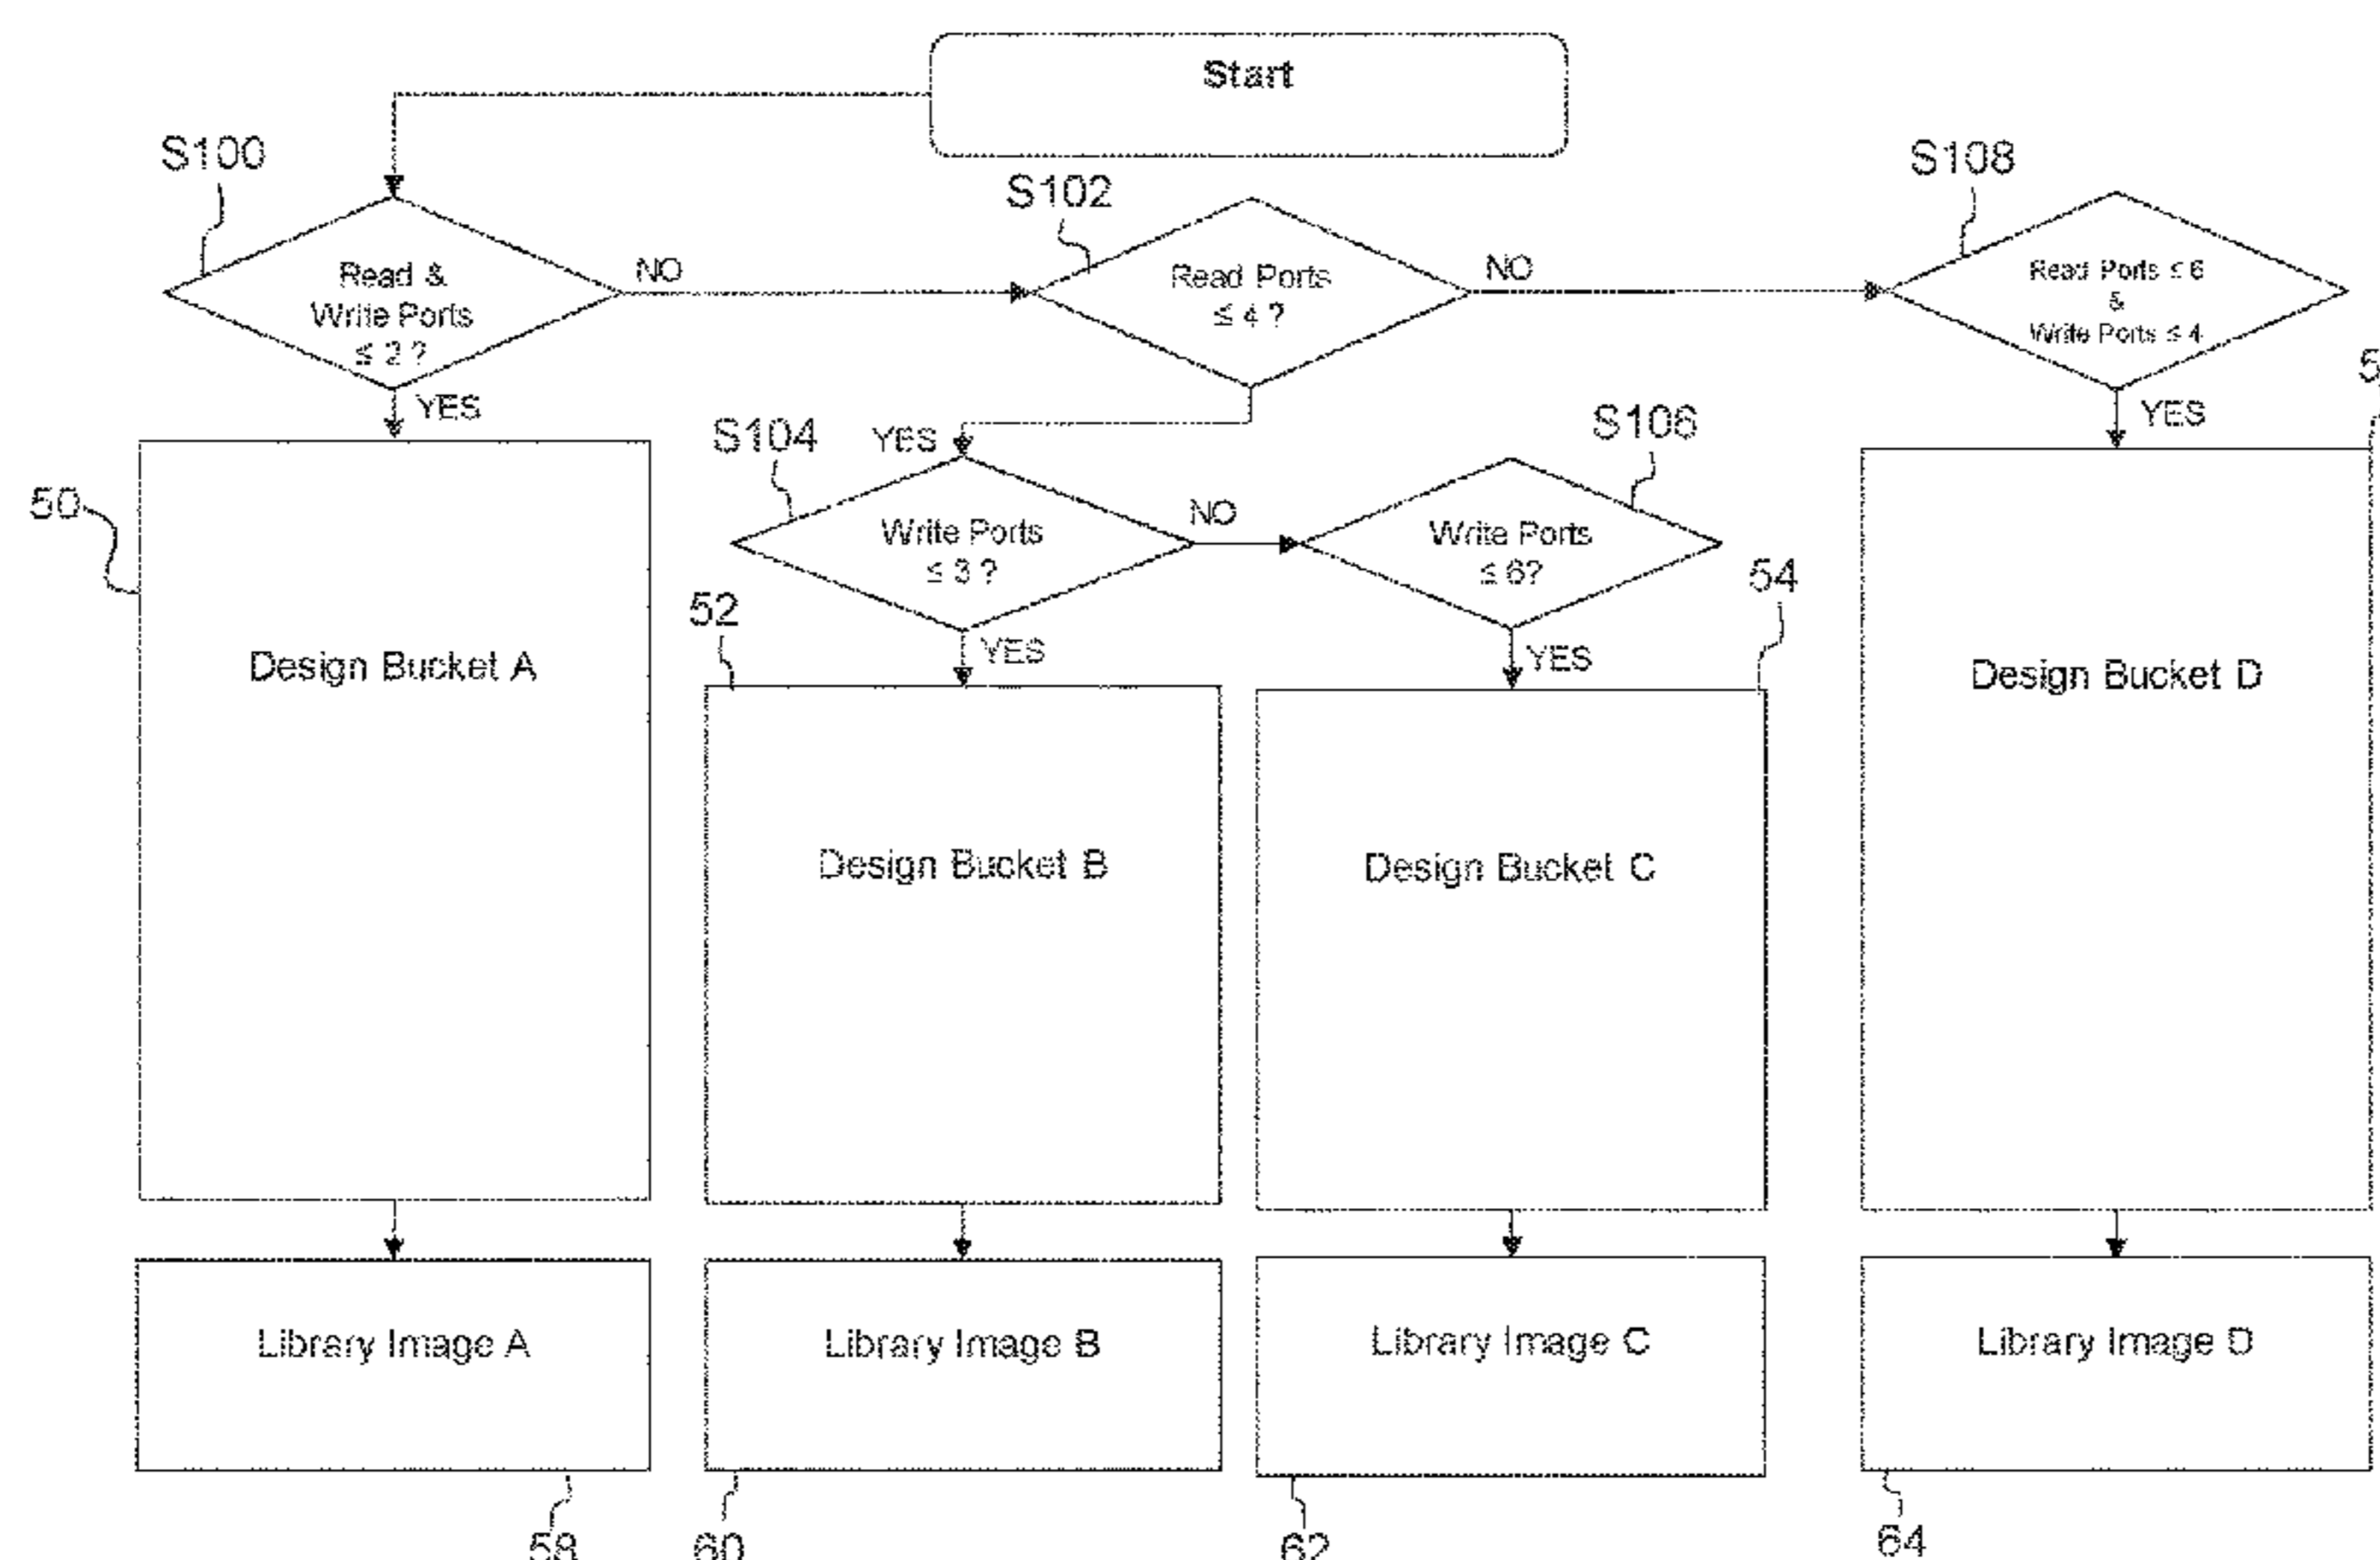 Start
S100
S102
S108
Read &
Write Ports
≤ 2 ?
NO
Read Ports
≤ 4 ?
NO
Read Ports ≤ 6
&
Write Ports ≤ 4
YES
YES
YES
50
S104
S106
Write Ports
≤ 3 ?
NO
Write Ports
≤ 6?
52
54
YES
YES
Design Bucket A
Design Bucket B
Design Bucket C
Design Bucket D
Library Image A
Library Image B
Library Image C
Library Image D
58
60
62
64